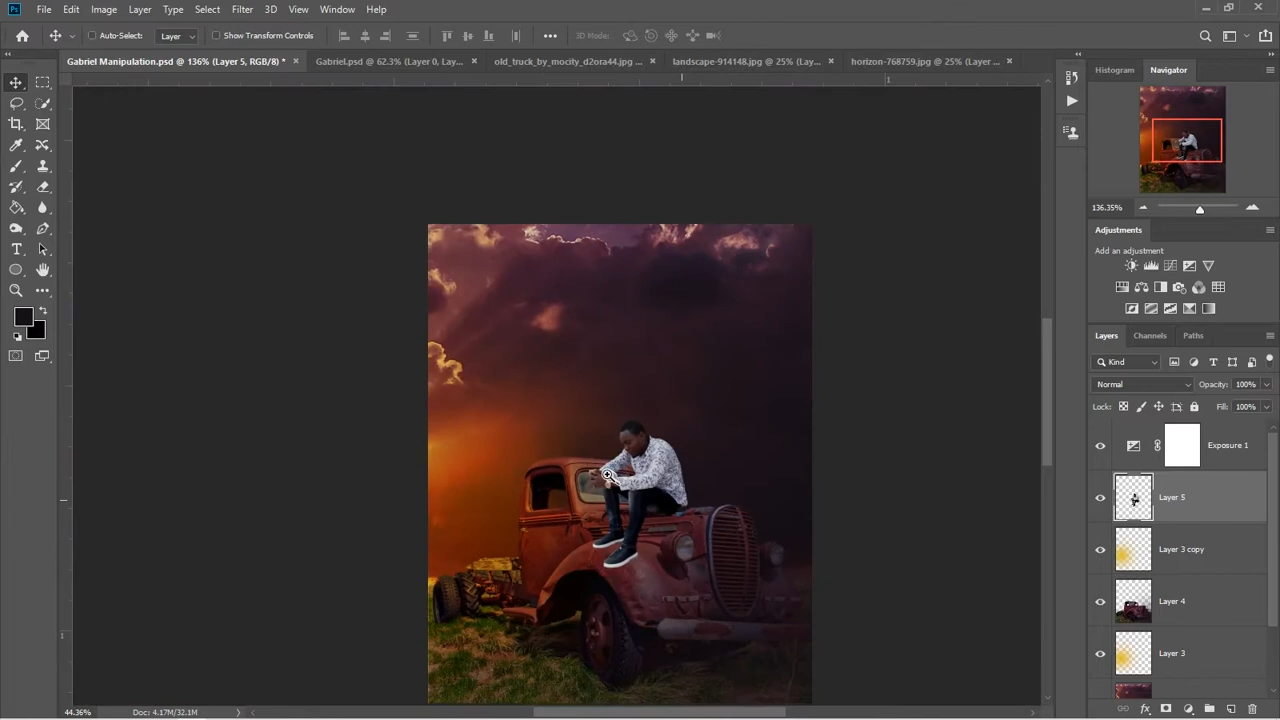 Ps File Edit Image Layer Type Select Filter 3D View Window Help
Auto-Select: Layer Show Transform Controls 3D Mode:
Gabriel Manipulation.psd @ 136% (Layer 5, RGB/8) * Gabriel.psd @ 62.3% (Layer 0, Lay... old_truck_by_mocity_d2ora44.jpg ... landscape-914148.jpg @ 25% (Lay... horizon-768759.jpg @ 25% (Layer ...
Histogram Navigator
136.35%
Adjustments
Add an adjustment
Layers Channels Paths
Kind
Normal Opacity: 100%
Lock: Fill: 100%
Exposure 1
Layer 5
Layer 3 copy
Layer 4
Layer 3
44.36% Doc: 4.17M/32.1M